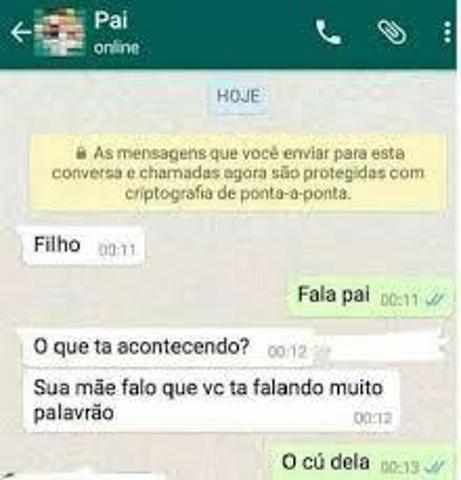 Pai
online
HOJE
As mensagens que você enviar para esta
conversa e chamadas agora são protegidas com
criptografia de ponta-a-ponta.
Filho 00:11
Fala pai 00:11
O que ta acontecendo? 00:12
Sua mãe falo que vc ta falando muito
palavrão 00:12
O cú dela 00:13